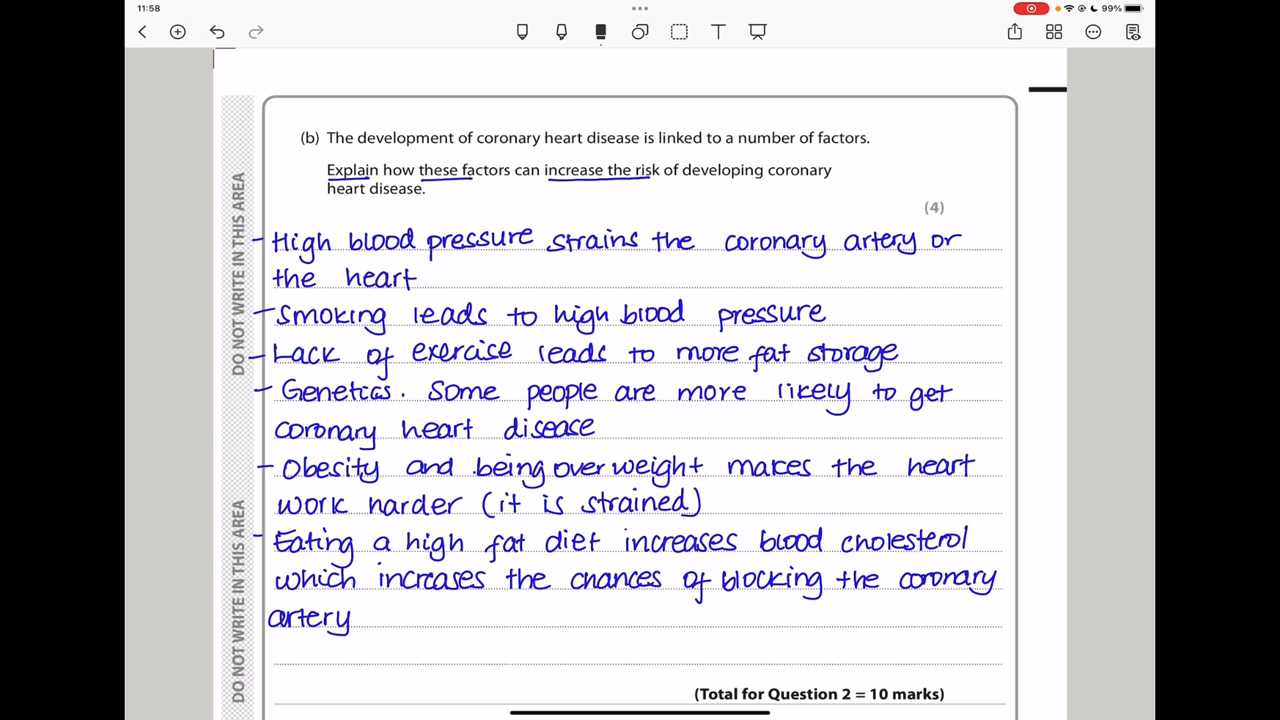 11:58
99%
(b) The development of coronary heart disease is linked to a number of factors.
Explain how these factors can increase the risk of developing coronary
heart disease.
(4)
- High blood pressure strains the coronary artery or
the heart
- Smoking leads to high blood pressure
- Lack of exercise leads to more fat storage
- Genetics. Some people are more likely to get
coronary heart disease
- Obesity and being overweight makes the heart
work harder (it is strained)
- Eating a high fat diet increases blood cholesterol
which increases the chances of blocking the coronary
artery
(Total for Question 2 = 10 marks)
DO NOT WRITE IN THIS AREA
DO NOT WRITE IN THIS AREA